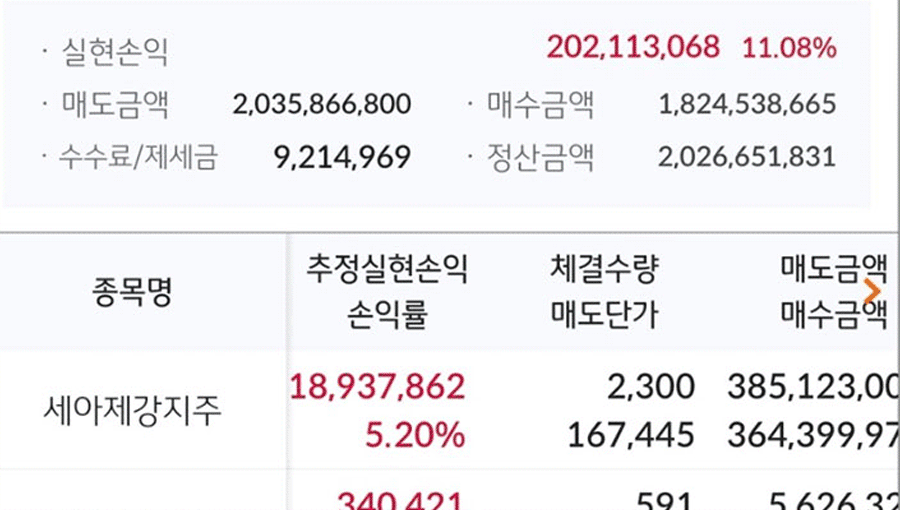 · 실현손익 202,113,068 11.08%
· 매도금액 2,035,866,800 · 매수금액 1,824,538,665
· 수수료/제세금 9,214,969 · 정산금액 2,026,651,831
종목명 추정실현손익 체결수량 매도금액
손익률 매도단가 매수금액
세아제강지주 18,937,862 2,300 385,123,00
5.20% 167,445 364,399,97
340,421 591 5,626,32